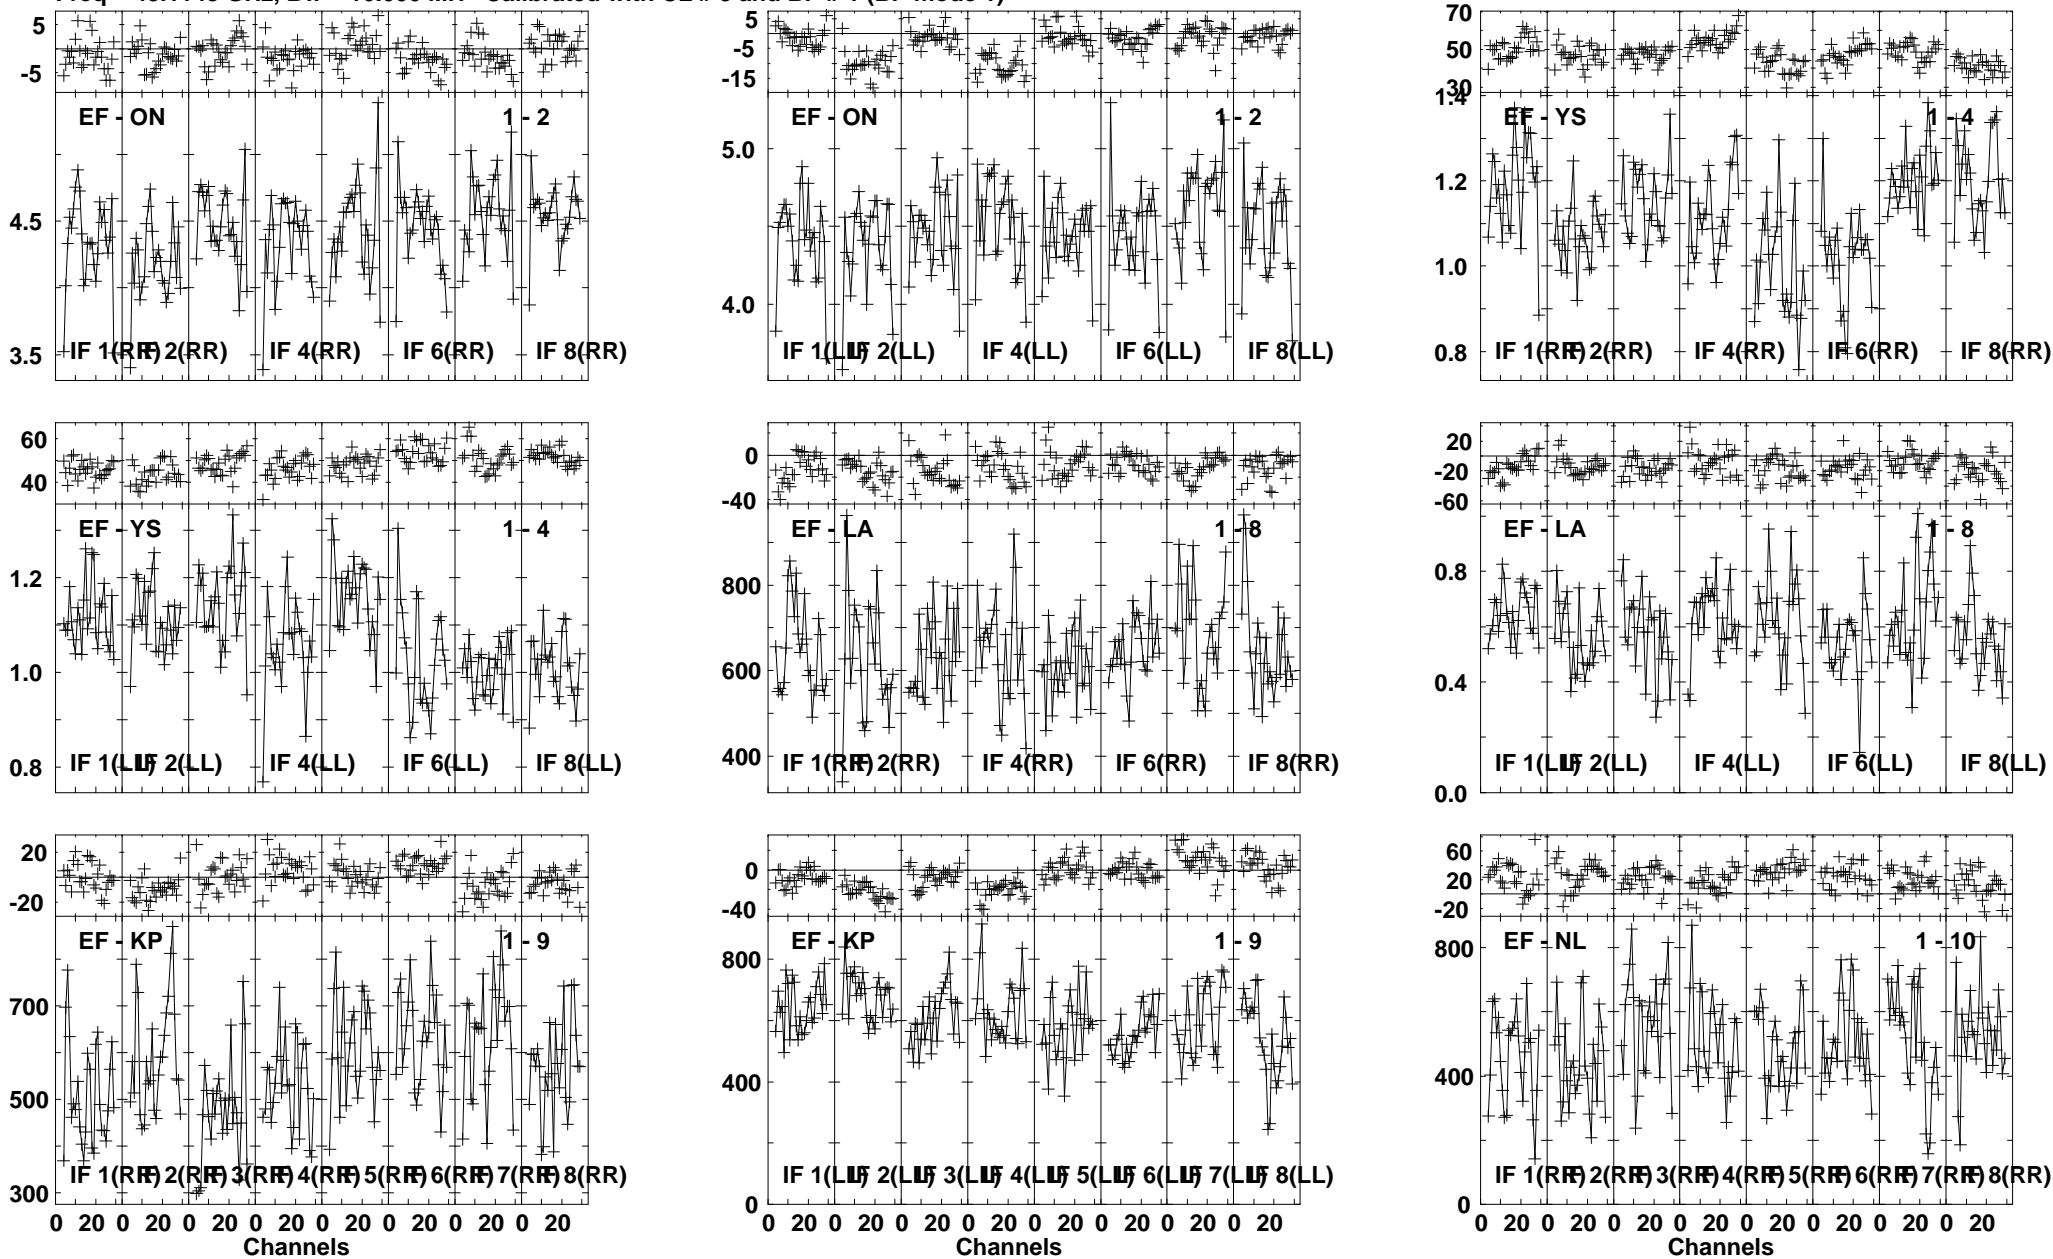 5
-5
EF - ON
1 - 2
4.5
3.5
IF 1(RR)
IF 2(RR)
IF 4(RR)
IF 6(RR)
IF 8(RR)
5
-5
-15
EF - ON
1 - 2
5.0
4.0
IF 1(LL)
IF 2(LL)
IF 4(LL)
IF 6(LL)
IF 8(LL)
70
50
30
1.4
EF - YS
1 - 4
1.2
1.0
0.8
IF 1(RR)
IF 2(RR)
IF 4(RR)
IF 6(RR)
IF 8(RR)
60
40
EF - YS
1 - 4
1.2
1.0
0.8
IF 1(LL)
IF 2(LL)
IF 4(LL)
IF 6(LL)
IF 8(LL)
0
-40
EF - LA
1 - 8
800
600
400
IF 1(RR)
IF 2(RR)
IF 4(RR)
IF 6(RR)
IF 8(RR)
20
-20
-60
EF - LA
1 - 8
0.8
0.4
0.0
IF 1(LL)
IF 2(LL)
IF 4(LL)
IF 6(LL)
IF 8(LL)
20
-20
EF - KP
1 - 9
700
500
300
IF 1(RR)
IF 2(RR)
IF 3(RR)
IF 4(RR)
IF 5(RR)
IF 6(RR)
IF 7(RR)
IF 8(RR)
0 20 0 20 0 20 0 20 0 20 0 20 0 20 0 20
Channels
0
-40
EF - KP
1 - 9
800
400
0
IF 1(LL)
IF 2(LL)
IF 3(LL)
IF 4(LL)
IF 5(LL)
IF 6(LL)
IF 7(LL)
IF 8(LL)
0 20 0 20 0 20 0 20 0 20 0 20 0 20 0 20
Channels
60
20
-20
EF - NL
1 - 10
800
400
0
IF 1(RR)
IF 2(RR)
IF 3(RR)
IF 4(RR)
IF 5(RR)
IF 6(RR)
IF 7(RR)
IF 8(RR)
0 20 0 20 0 20 0 20 0 20 0 20 0 20 0 20
Channels